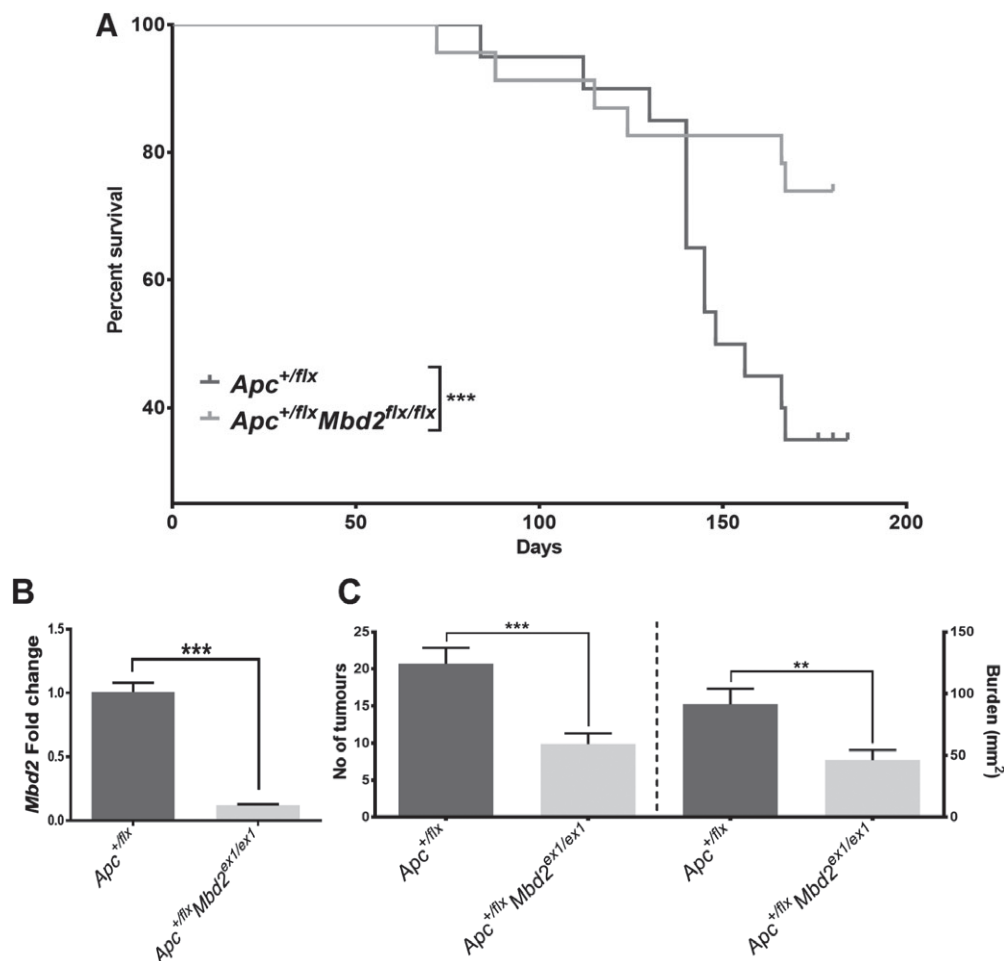 A
100
80
60
40
Percent survival
Apc+/flx
Apc+/flxMbd2flx/flx
***
0 50 100 150 200
Days
B
1.5
1.0
0.5
0.0
Mbd2 Fold change
***
Apc+/flx
Apc+/flxMbd2ex1/ex1
C
25
20
15
10
5
0
No of tumours
***
**
150
100
50
0
Burden (mm2)
Apc+/flx
Apc+/flxMbd2ex1/ex1
Apc+/flx
Apc+/flxMbd2ex1/ex1